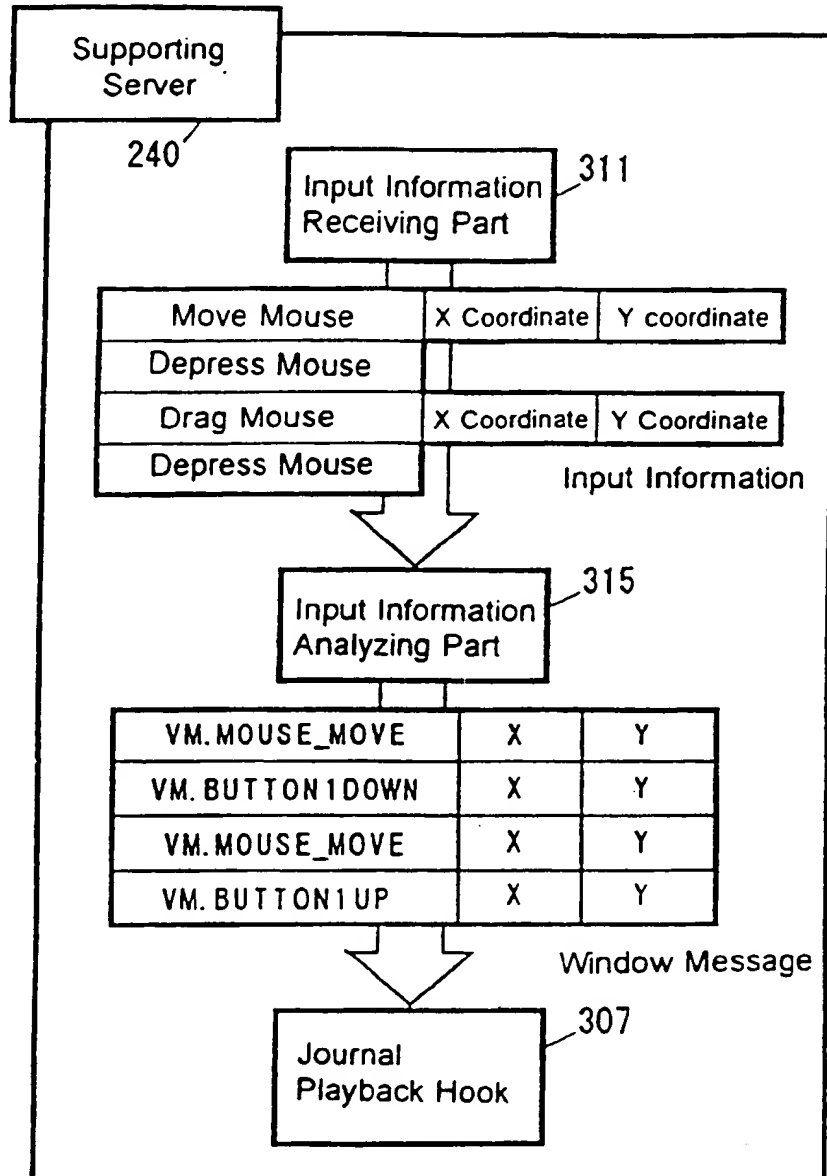 Supporting
Server
240
Input Information
Receiving Part
311
Move Mouse X Coordinate Y coordinate
Depress Mouse
Drag Mouse X Coordinate Y Coordinate
Depress Mouse
Input Information
Input Information
Analyzing Part
315
VM.MOUSE_MOVE X Y
VM.BUTTON1DOWN X Y
VM.MOUSE_MOVE X Y
VM.BUTTON1UP X Y
Window Message
Journal
Playback Hook
307